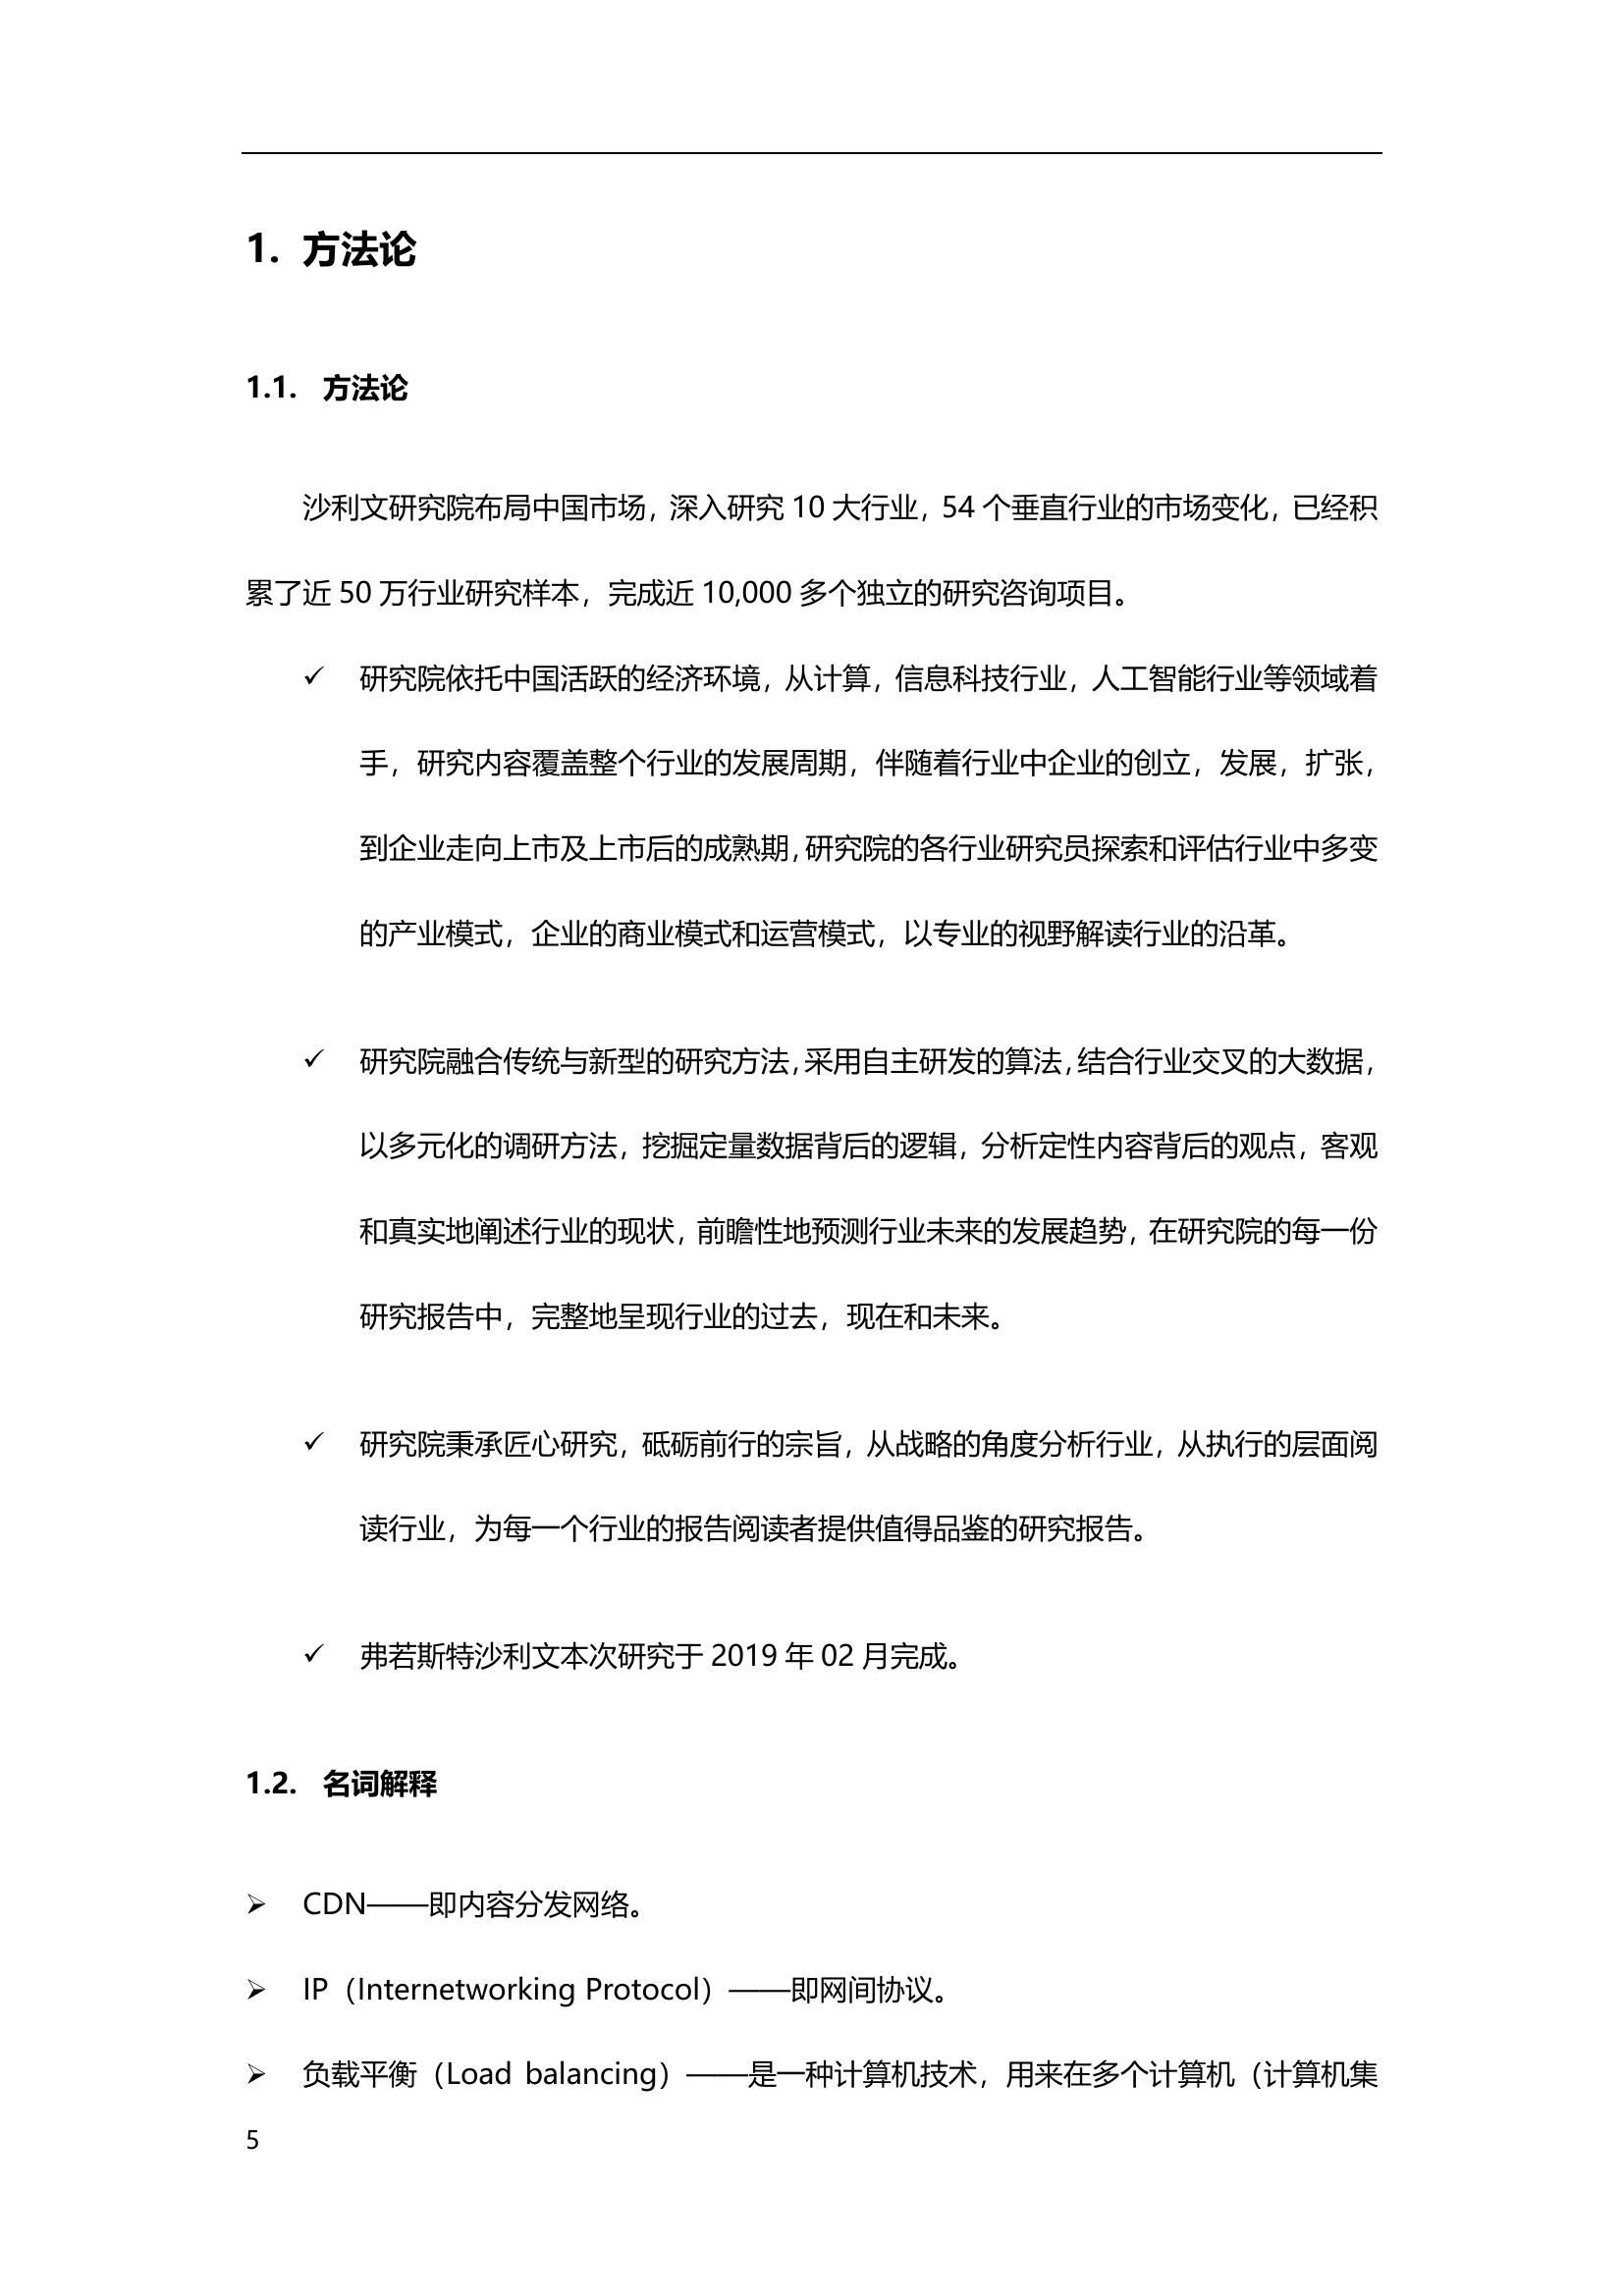 1. 方法论
1.1. 方法论
沙利文研究院布局中国市场，深入研究 10 大行业，54 个垂直行业的市场变化，已经积
累了近 50 万行业研究样本，完成近 10,000 多个独立的研究咨询项目。
✓ 研究院依托中国活跃的经济环境，从计算，信息科技行业，人工智能行业等领域着
手，研究内容覆盖整个行业的发展周期，伴随着行业中企业的创立，发展，扩张，
到企业走向上市及上市后的成熟期，研究院的各行业研究员探索和评估行业中多变
的产业模式，企业的商业模式和运营模式，以专业的视野解读行业的沿革。
✓ 研究院融合传统与新型的研究方法，采用自主研发的算法，结合行业交叉的大数据，
以多元化的调研方法，挖掘定量数据背后的逻辑，分析定性内容背后的观点，客观
和真实地阐述行业的现状，前瞻性地预测行业未来的发展趋势，在研究院的每一份
研究报告中，完整地呈现行业的过去，现在和未来。
✓ 研究院秉承匠心研究，砥砺前行的宗旨，从战略的角度分析行业，从执行的层面阅
读行业，为每一个行业的报告阅读者提供值得品鉴的研究报告。
✓ 弗若斯特沙利文本次研究于 2019 年 02 月完成。
1.2. 名词解释
➢ CDN——即内容分发网络。
➢ IP（Internetworking Protocol）——即网间协议。
➢ 负载平衡（Load balancing）——是一种计算机技术，用来在多个计算机（计算机集
5